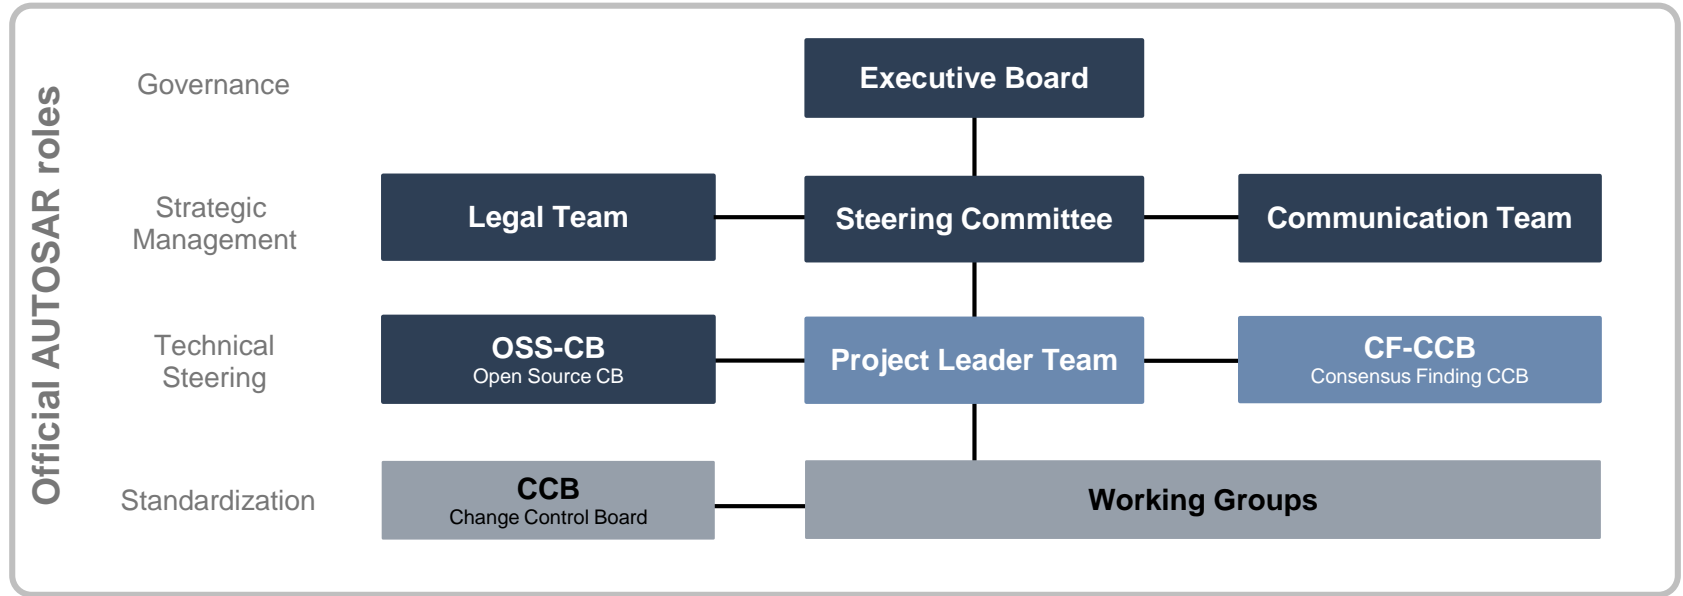 Official AUTOSAR roles
Governance
Executive Board
Strategic
Management
Legal Team
Steering Committee
Communication Team
Technical
Steering
OSS-CB
Open Source CB
Project Leader Team
CF-CCB
Consensus Finding CCB
Standardization
CCB
Change Control Board
Working Groups